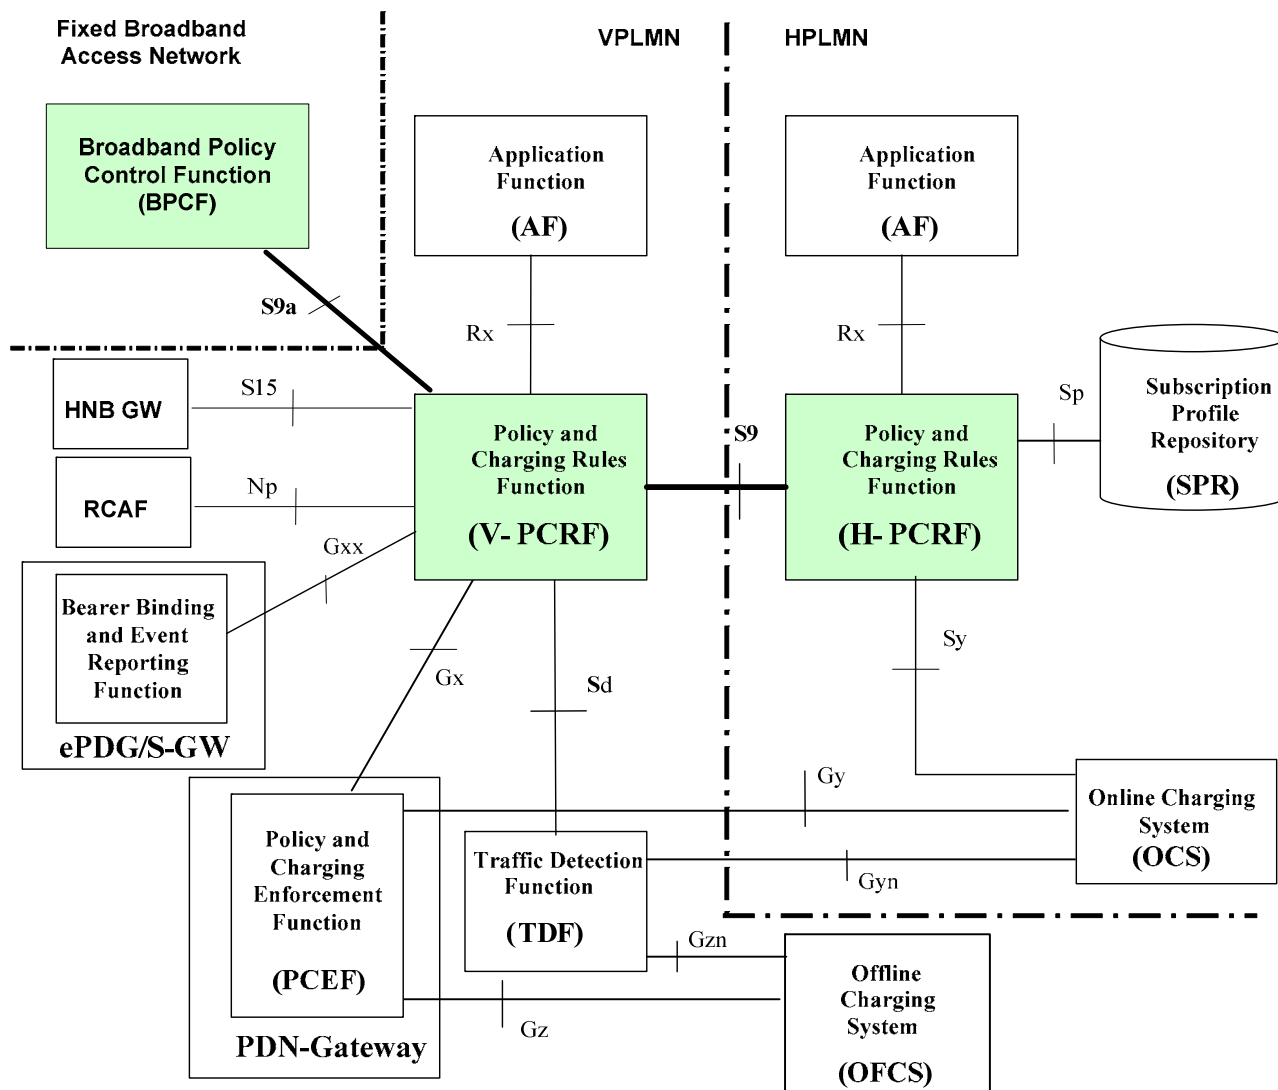 Fixed Broadband
Access Network
VPLMN
HPLMN
Broadband Policy
Control Function
(BPCF)
Application
Function
(AF)
Application
Function
(AF)
S9a
Rx
Rx
HNB GW
S15
Policy and
Charging Rules
Function
(V- PCRF)
S9
Policy and
Charging Rules
Function
(H- PCRF)
Sp
Subscription
Profile
Repository
(SPR)
RCAF
Np
Gxx
Bearer Binding
and Event
Reporting
Function
ePDG/S-GW
Gx
Sd
Sy
Gy
Policy and
Charging
Enforcement
Function
(PCEF)
PDN-Gateway
Traffic Detection
Function
(TDF)
Gyn
Online Charging
System
(OCS)
Gzn
Gz
Offline
Charging
System
(OFCS)